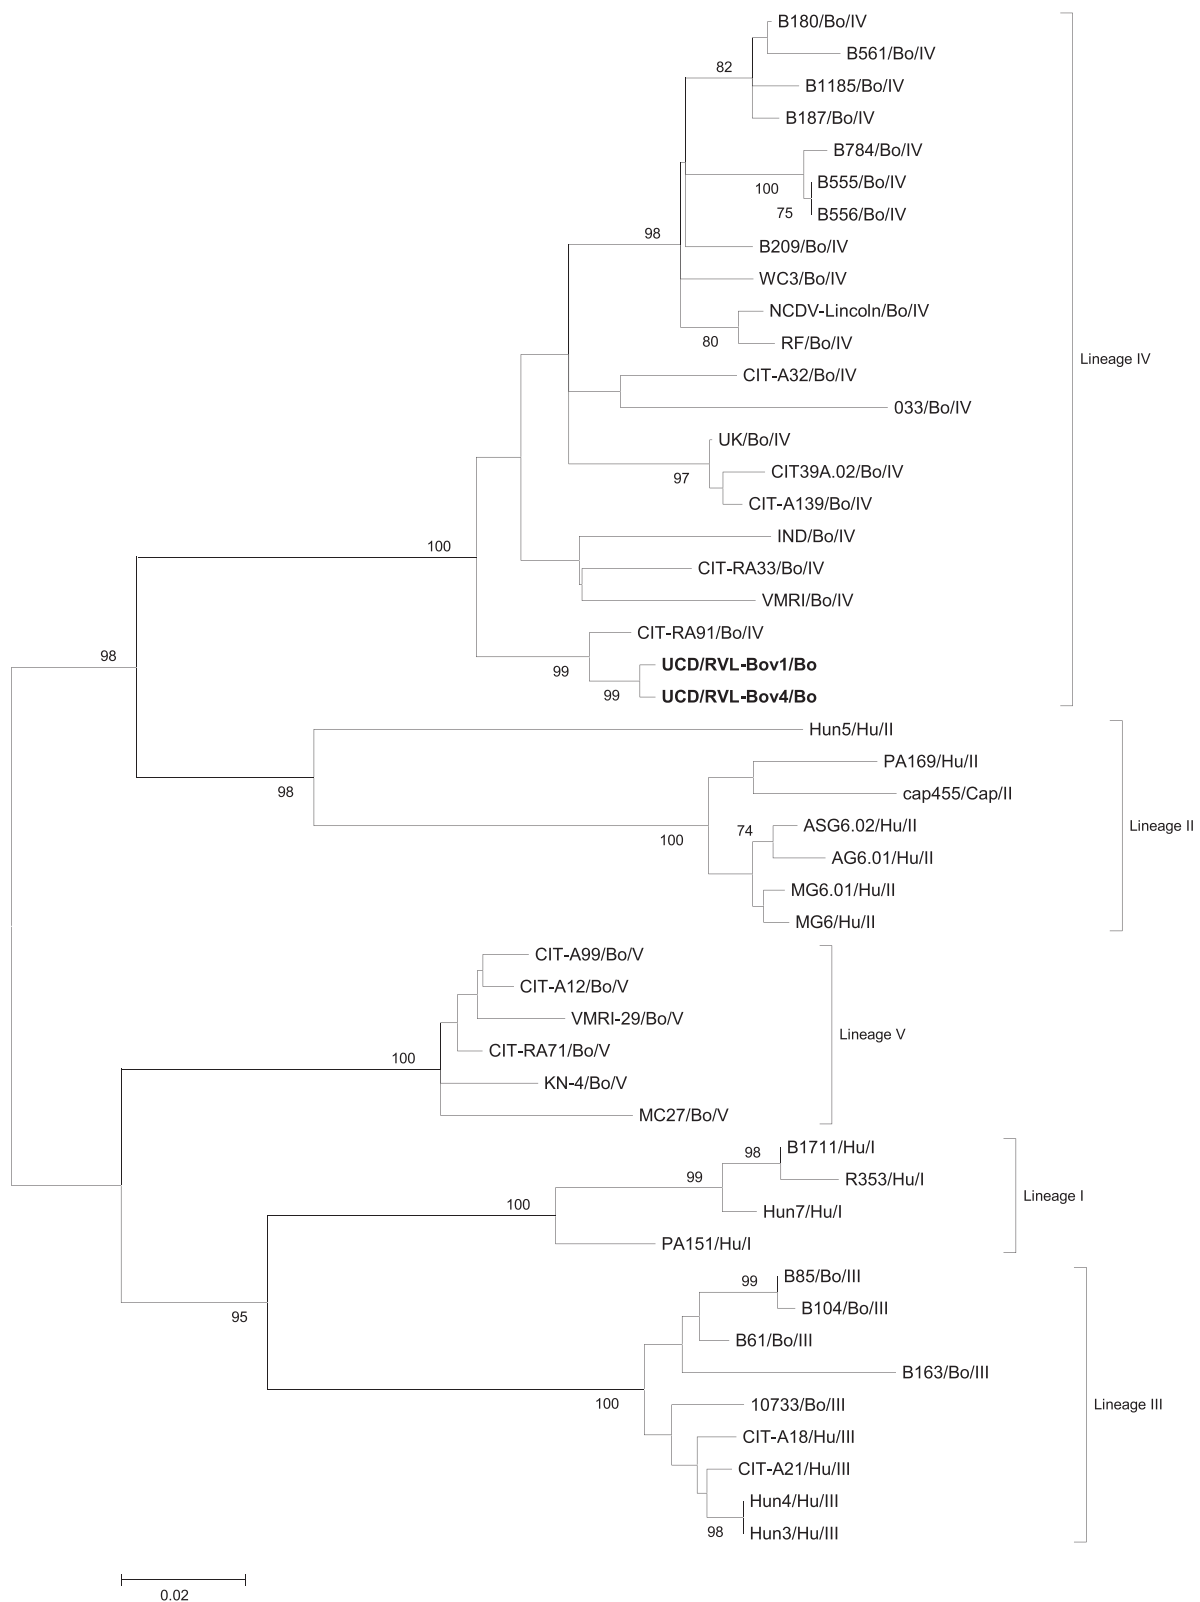 B180/Bo/IV
B561/Bo/IV
82
B1185/Bo/IV
B187/Bo/IV
B784/Bo/IV
B555/Bo/IV
100
75
B556/Bo/IV
98
B209/Bo/IV
WC3/Bo/IV
NCDV-Lincoln/Bo/IV
80
RF/Bo/IV
Lineage IV
CIT-A32/Bo/IV
033/Bo/IV
UK/Bo/IV
97
CIT39A.02/Bo/IV
CIT-A139/Bo/IV
IND/Bo/IV
100
CIT-RA33/Bo/IV
VMRI/Bo/IV
CIT-RA91/Bo/IV
98
99
UCD/RVL-Bov1/Bo
99
UCD/RVL-Bov4/Bo
Hun5/Hu/II
PA169/Hu/II
98
cap455/Cap/II
ASG6.02/Hu/II
74
100
Lineage II
AG6.01/Hu/II
MG6.01/Hu/II
MG6/Hu/II
CIT-A99/Bo/V
CIT-A12/Bo/V
VMRI-29/Bo/V
Lineage V
CIT-RA71/Bo/V
100
KN-4/Bo/V
MC27/Bo/V
B1711/Hu/I
98
R353/Hu/I
99
Lineage I
100
Hun7/Hu/I
PA151/Hu/I
B85/Bo/III
99
B104/Bo/III
95
B61/Bo/III
B163/Bo/III
100
10733/Bo/III
Lineage III
CIT-A18/Hu/III
CIT-A21/Hu/III
Hun4/Hu/III
98
Hun3/Hu/III
0.02